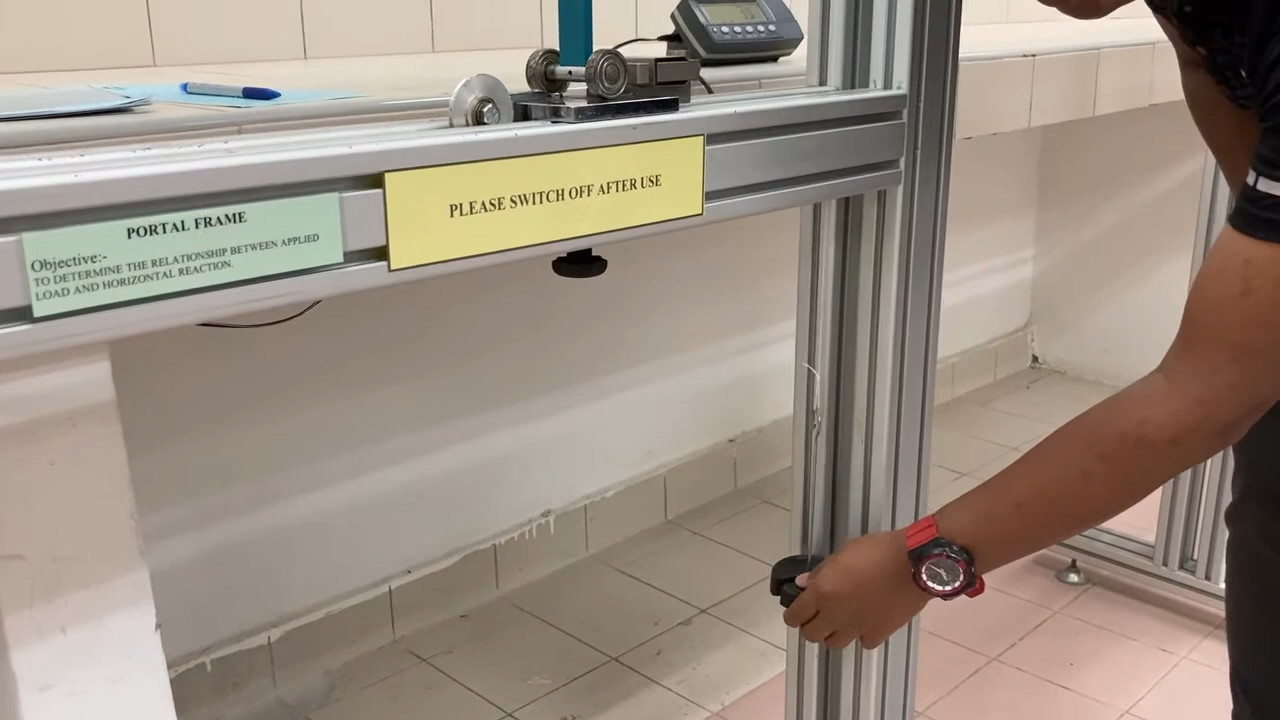 PORTAL FRAME
Objective:-
TO DETERMINE THE RELATIONSHIP BETWEEN APPLIED
LOAD AND HORIZONTAL REACTION.
PLEASE SWITCH OFF AFTER USE